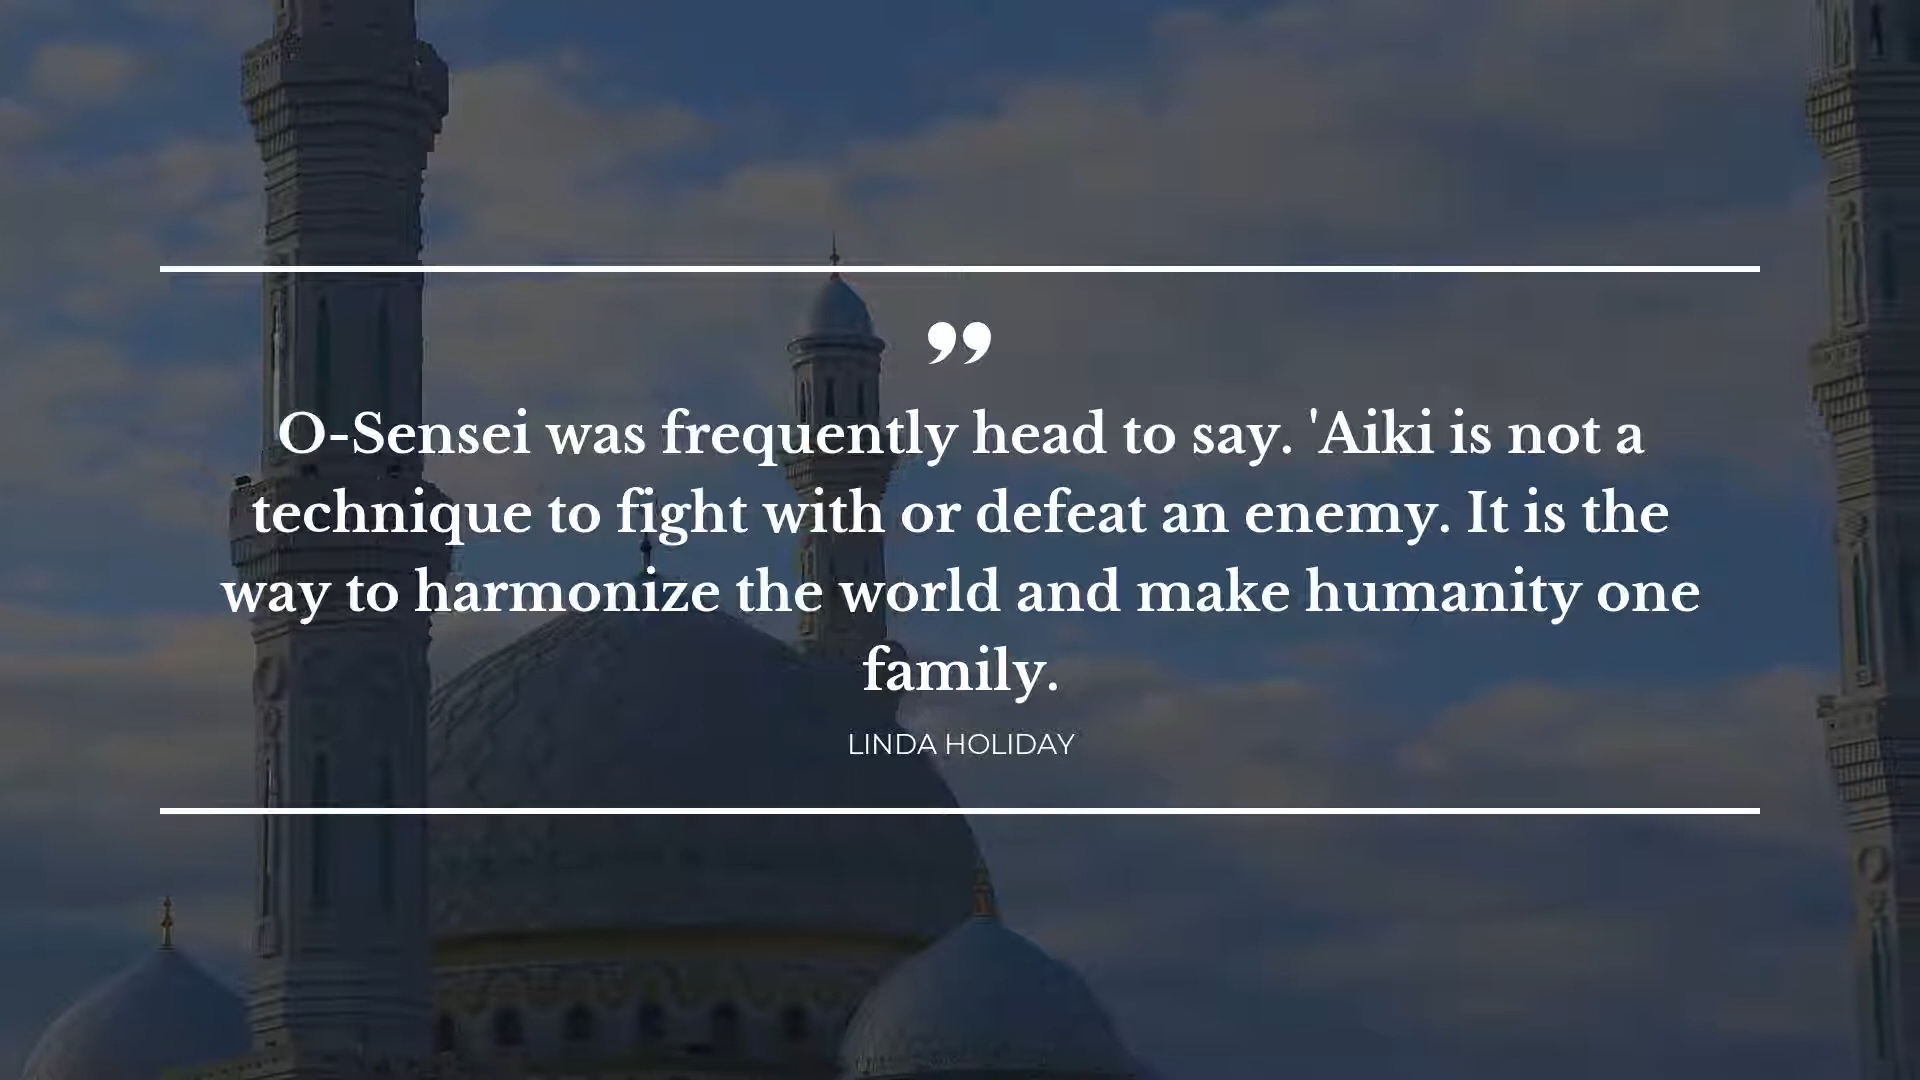 ”
O-Sensei was frequently head to say. 'Aiki is not a
technique to fight with or defeat an enemy. It is the
way to harmonize the world and make humanity one
family.
LINDA HOLIDAY